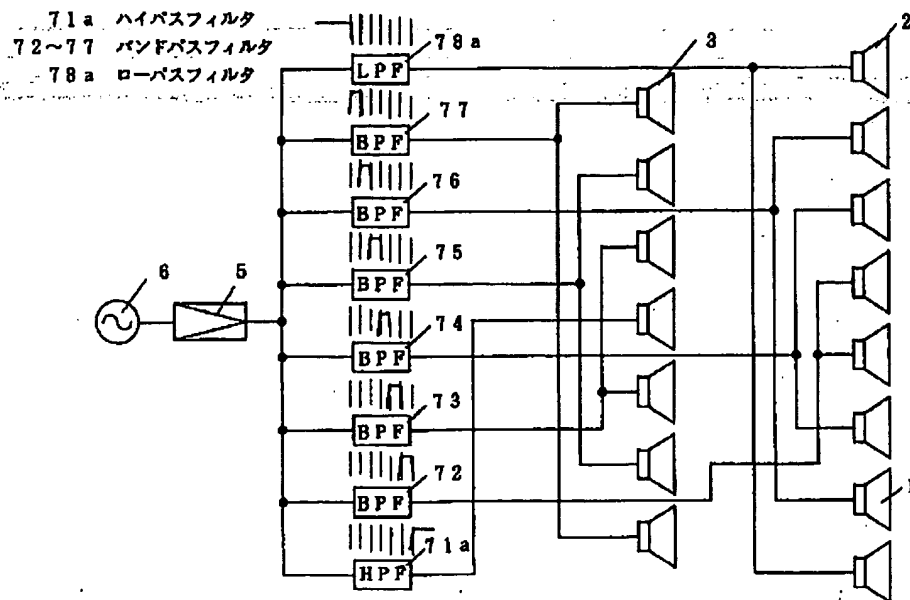 71a ハイパスフィルタ
72～77 バンドパスフィルタ
78a ローパスフィルタ
78a
LPF
2
3
77
BPF
76
BPF
75
BPF
6
5
74
BPF
73
BPF
72
BPF
1
71a
HPF